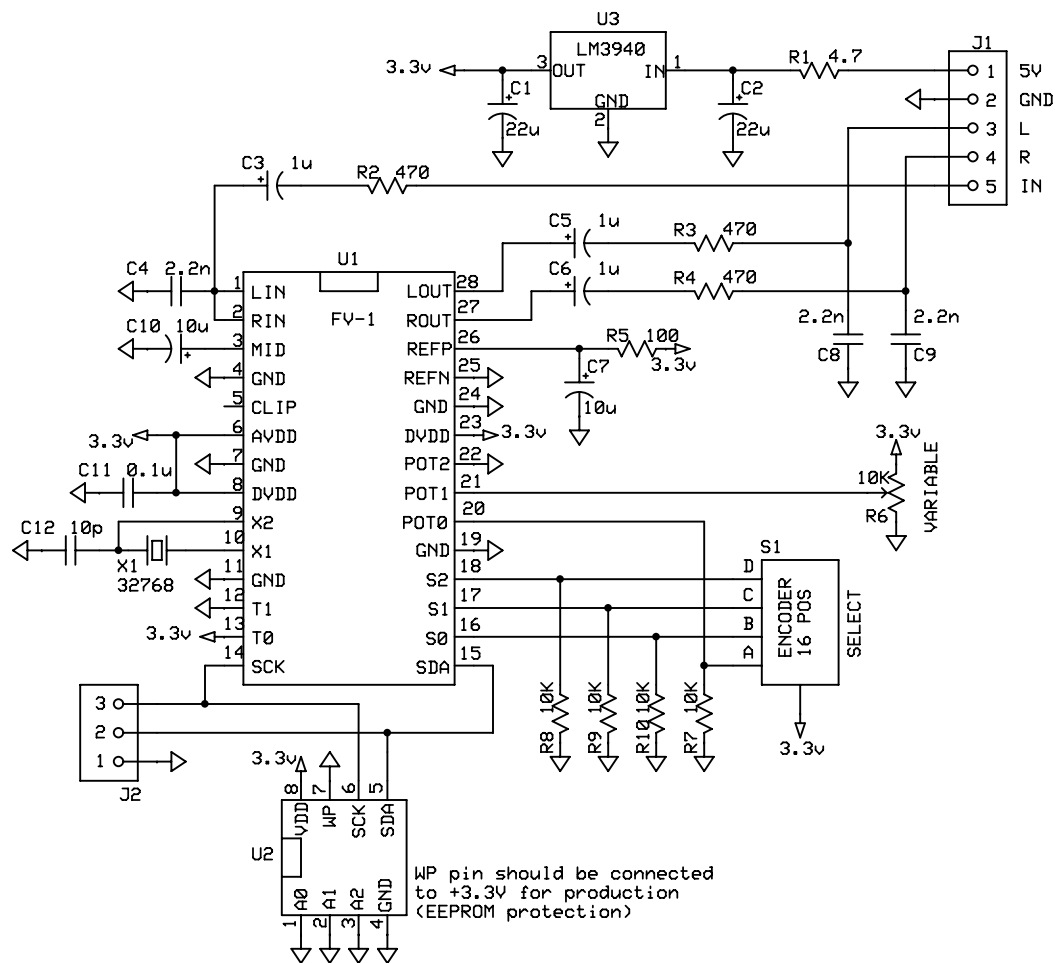 U3
LM3940
3.3v 3 OUT IN 1 R1 4.7 J1
GND
2
C1
22u
C2
22u
1 5V
2 GND
3 L
4 R
5 IN
C3 1u R2 470
C5 1u R3 470
C6 1u R4 470
C4 2.2n
C10 10u
U1
FV-1
1 LIN
2 RIN
3 MID
4 GND
5 CLIP
3.3v 6 AVDD
7 GND
C11 0.1u
8 DVDD
9 X2
C12 10p
10 X1
X1
32768
11 GND
12 T1
3.3v 13 T0
14 SCK
LOUT 28
ROUT 27
REFP 26
REFN 25
GND 24
DVDD 23 3.3v
POT2 22
POT1 21
POT0 20
GND 19
S2 18
S1 17
S0 16
SDA 15
R5 100
3.3v
C7
10u
2.2n
C8
2.2n
C9
3.3v
10K
R6
VARIABLE
S1
D
C
B
A
ENCODER
16 POS
SELECT
3.3v
R8 10K
R9 10K
R10 10K
R7 10K
3
2
1
J2
3.3v
8 VDD
7 WP
6 SCK
5 SDA
U2
A0 1
A1 2
A2 3
GND 4
WP pin should be connected
to +3.3V for production
(EEPROM protection)